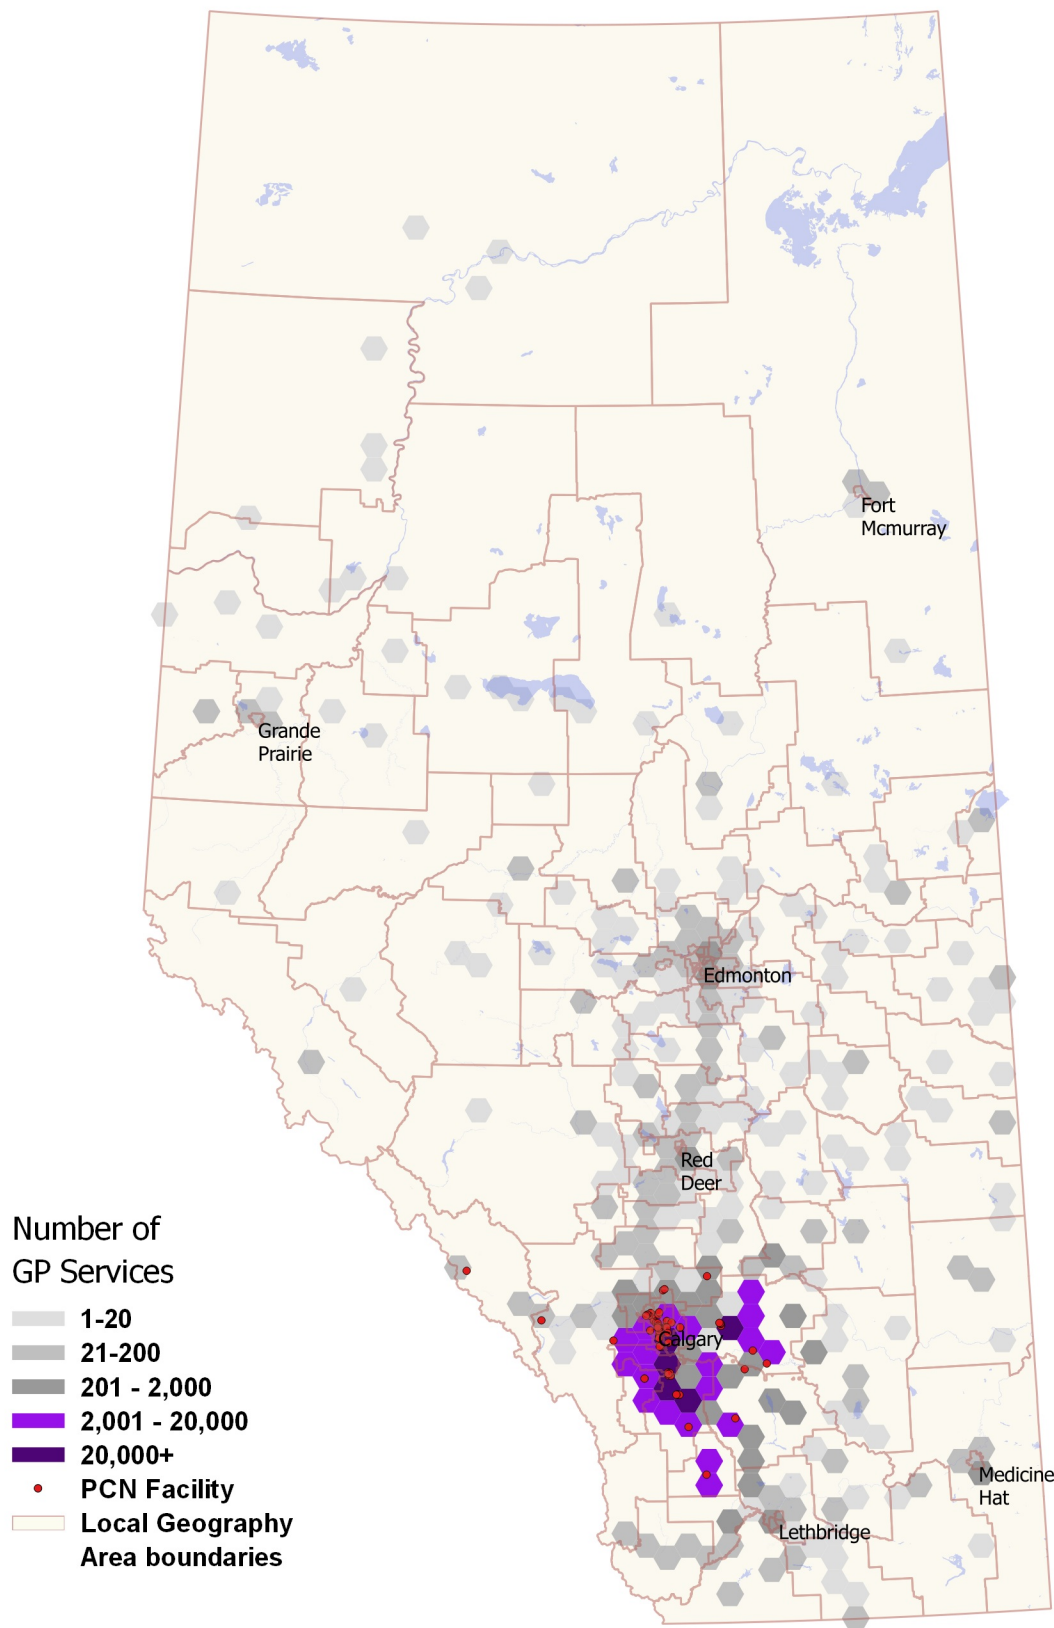 Fort
Mcmurray
Grande
Prairie
Edmonton
Red
Deer
Number of
GP Services
1-20
21-200
201 - 2,000
2,001 - 20,000
20,000+
PCN Facility
Local Geography
Area boundaries
Calgary
Medicine
Hat
Lethbridge